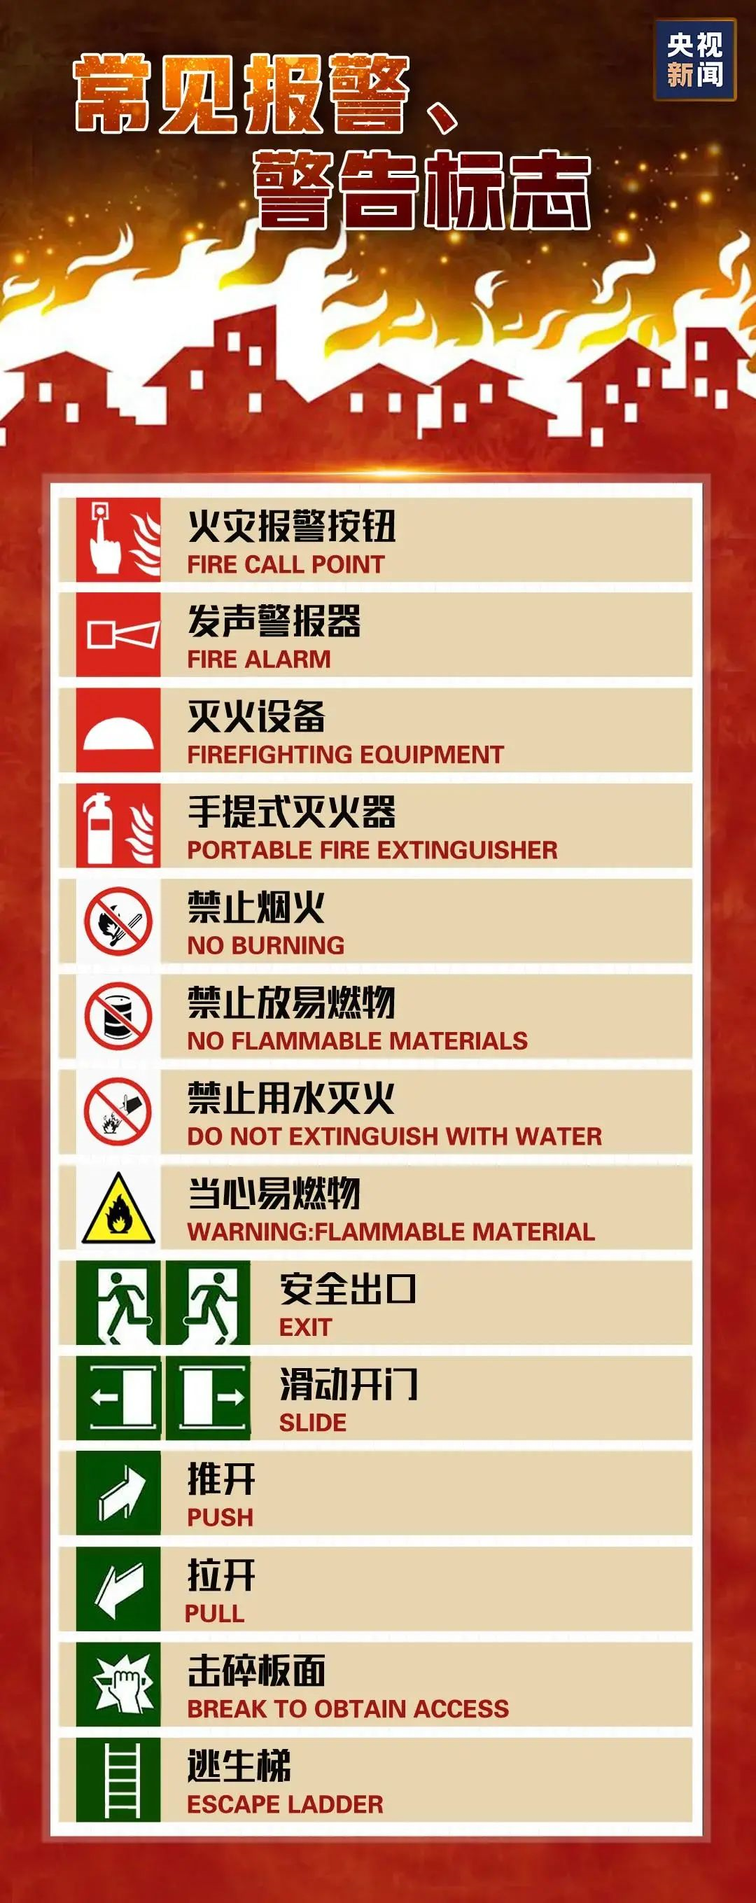 央视
新闻
常见报警、
警告标志
火灾报警按钮
FIRE CALL POINT
发声警报器
FIRE ALARM
灭火设备
FIREFIGHTING EQUIPMENT
手提式灭火器
PORTABLE FIRE EXTINGUISHER
禁止烟火
NO BURNING
禁止放易燃物
NO FLAMMABLE MATERIALS
禁止用水灭火
DO NOT EXTINGUISH WITH WATER
当心易燃物
WARNING:FLAMMABLE MATERIAL
安全出口
EXIT
滑动开门
SLIDE
推开
PUSH
拉开
PULL
击碎板面
BREAK TO OBTAIN ACCESS
逃生梯
ESCAPE LADDER